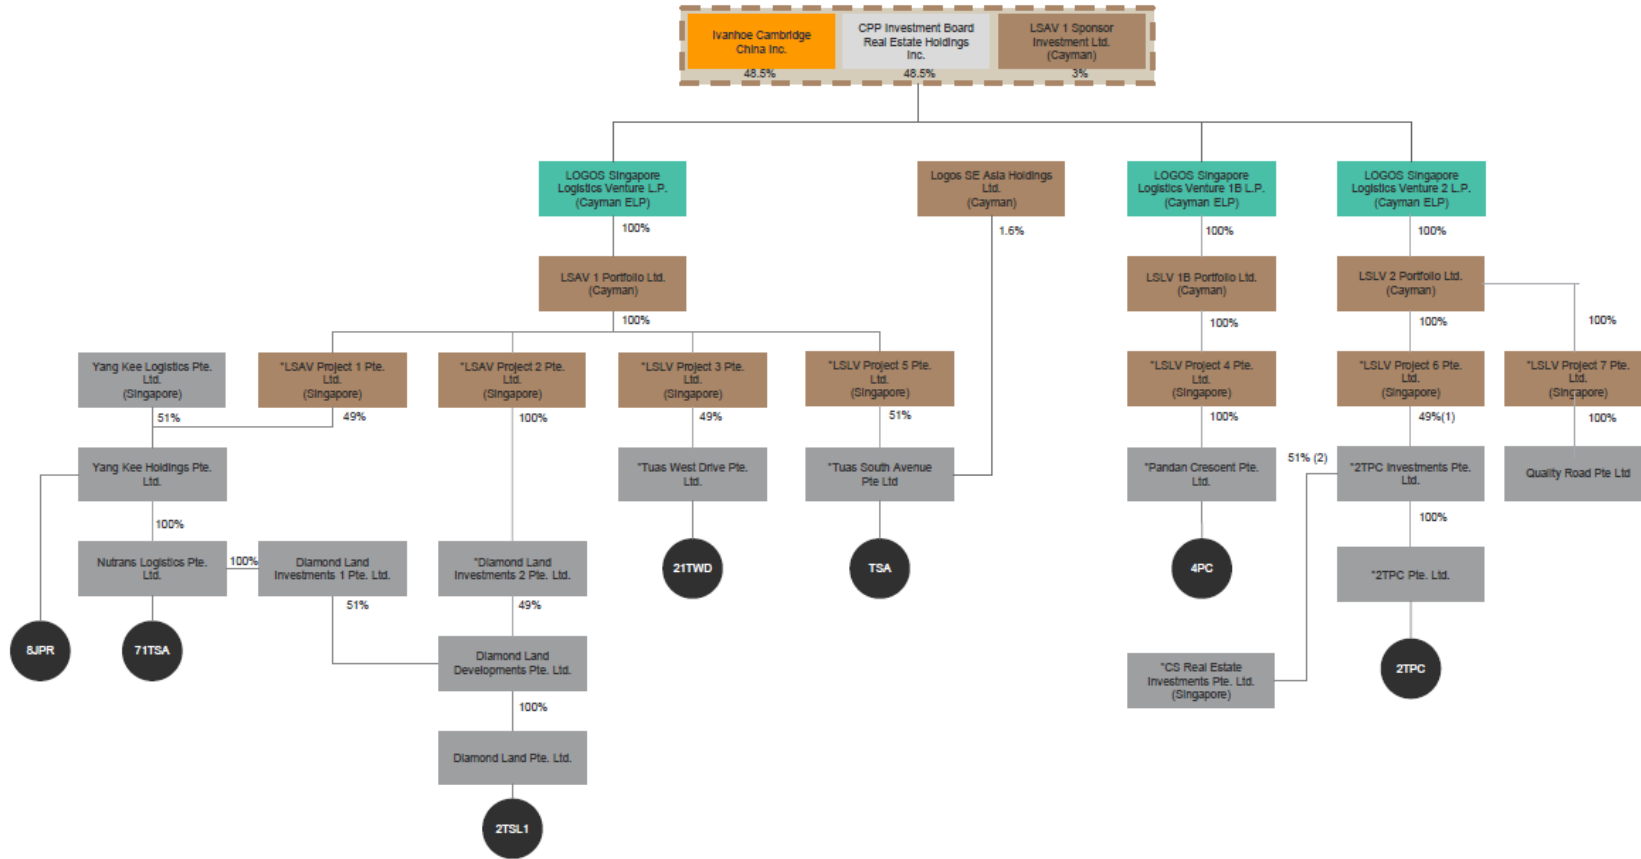 Ivanhoe Cambridge
China Inc.
CPP Investment Board
Real Estate Holdings
Inc.
LSAV 1 Sponsor
Investment Ltd.
(Cayman)
48.5%
48.5%
3%
LOGOS Singapore
Logistics Venture L.P.
(Cayman ELP)
Logos SE Asia Holdings
Ltd.
(Cayman)
LOGOS Singapore
Logistics Venture 1B L.P.
(Cayman ELP)
LOGOS Singapore
Logistics Venture 2 L.P.
(Cayman ELP)
100%
1.6%
100%
100%
LSAV 1 Portfolio Ltd.
(Cayman)
LSLV 1B Portfolio Ltd.
(Cayman)
LSLV 2 Portfolio Ltd.
(Cayman)
100%
100%
100%
100%
Yang Kee Logistics Pte.
Ltd.
(Singapore)
*LSAV Project 1 Pte.
Ltd.
(Singapore)
*LSAV Project 2 Pte.
Ltd.
(Singapore)
*LSLV Project 3 Pte.
Ltd.
(Singapore)
*LSLV Project 5 Pte.
Ltd.
(Singapore)
*LSLV Project 4 Pte.
Ltd.
(Singapore)
*LSLV Project 6 Pte.
Ltd.
(Singapore)
*LSLV Project 7 Pte.
Ltd.
(Singapore)
51%
49%
100%
49%
51%
100%
49%(1)
100%
Yang Kee Holdings Pte.
Ltd.
*Tuas West Drive Pte.
Ltd.
*Tuas South Avenue
Pte Ltd
*Pandan Crescent Pte.
Ltd.
51% (2)
*2TPC Investments Pte.
Ltd.
Quality Road Pte Ltd
100%
100%
Nutrans Logistics Pte.
Ltd.
100%
Diamond Land
Investments 1 Pte. Ltd.
*Diamond Land
Investments 2 Pte. Ltd.
21TWD
TSA
4PC
*2TPC Pte. Ltd.
51%
49%
8JPR
71TSA
Diamond Land
Developments Pte. Ltd.
*CS Real Estate
Investments Pte. Ltd.
(Singapore)
2TPC
100%
Diamond Land Pte. Ltd.
2TSL1